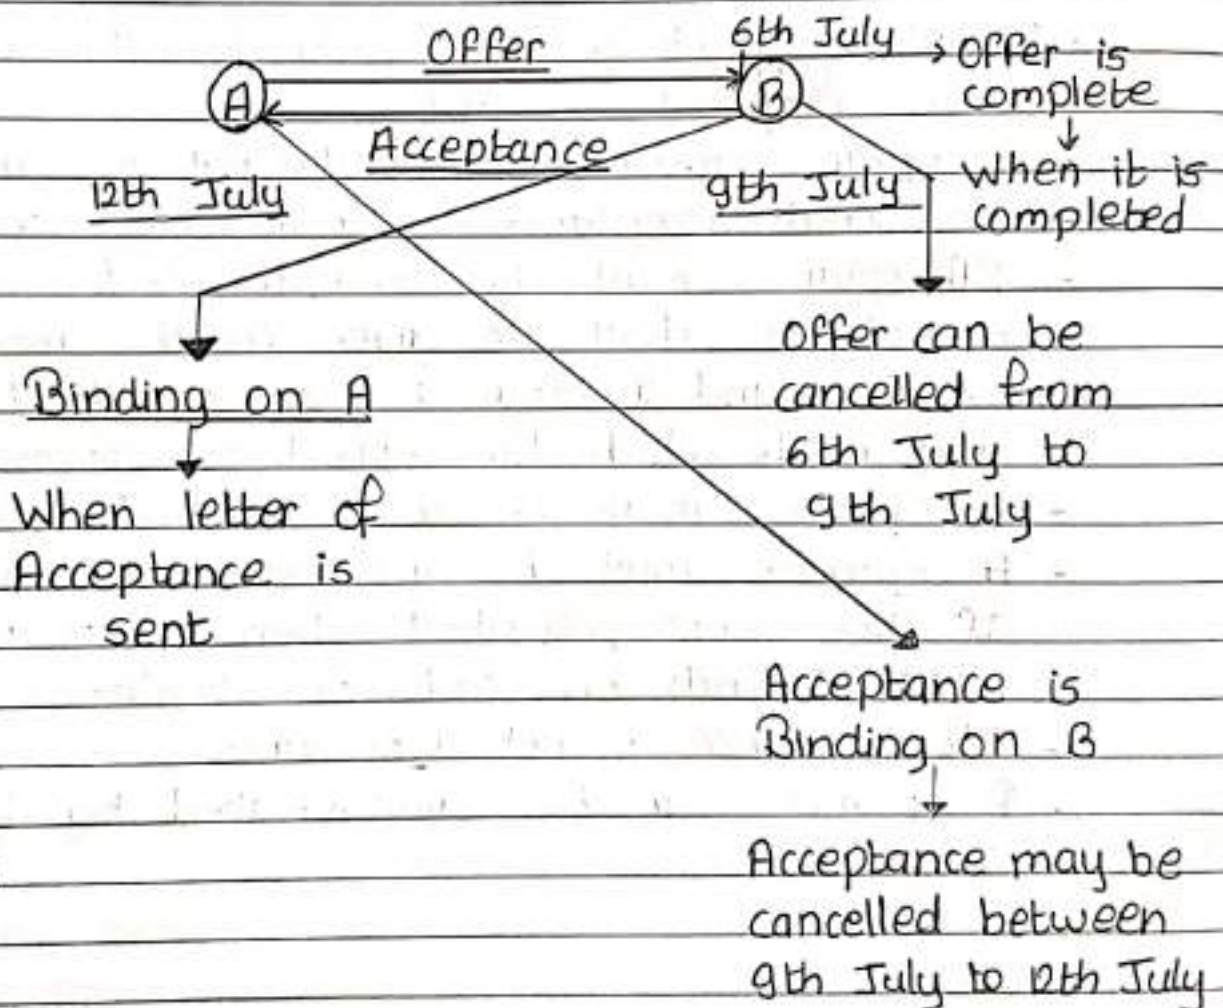 Offer
6th July
Offer is
complete
A
B
Acceptance
12th July
9th July
When it is
completed
Offer can be
cancelled from
6th July to
9th July
Binding on A
When letter of
Acceptance is
sent
Acceptance is
Binding on B
Acceptance may be
cancelled between
9th July to 12th July